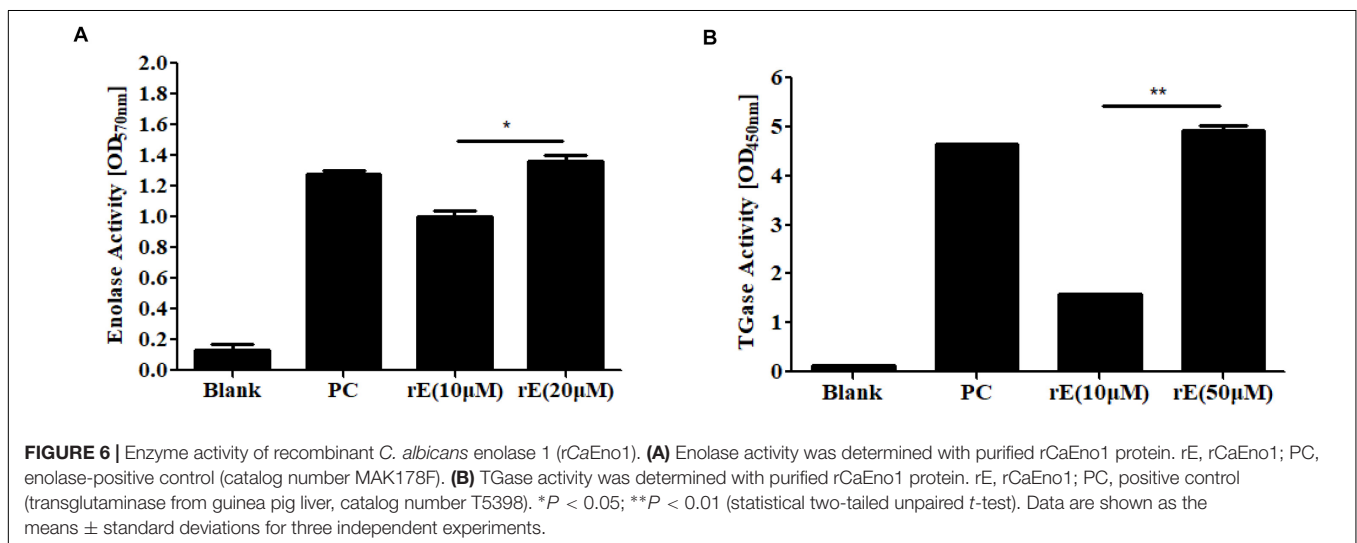 A
Enolase Activity [OD570nm]
2.0
1.8
1.6
1.4
1.2
1.0
0.8
0.6
0.4
0.2
0.0
*
Blank PC rE(10μM) rE(20μM)
B
TGase Activity [OD450nm]
6
5
4
3
2
1
0
**
Blank PC rE(10μM) rE(50μM)
FIGURE 6 | Enzyme activity of recombinant C. albicans enolase 1 (rCaEno1). (A) Enolase activity was determined with purified rCaEno1 protein. rE, rCaEno1; PC,
enolase-positive control (catalog number MAK178F). (B) TGase activity was determined with purified rCaEno1 protein. rE, rCaEno1; PC, positive control
(transglutaminase from guinea pig liver, catalog number T5398). *P < 0.05; **P < 0.01 (statistical two-tailed unpaired t-test). Data are shown as the
means ± standard deviations for three independent experiments.